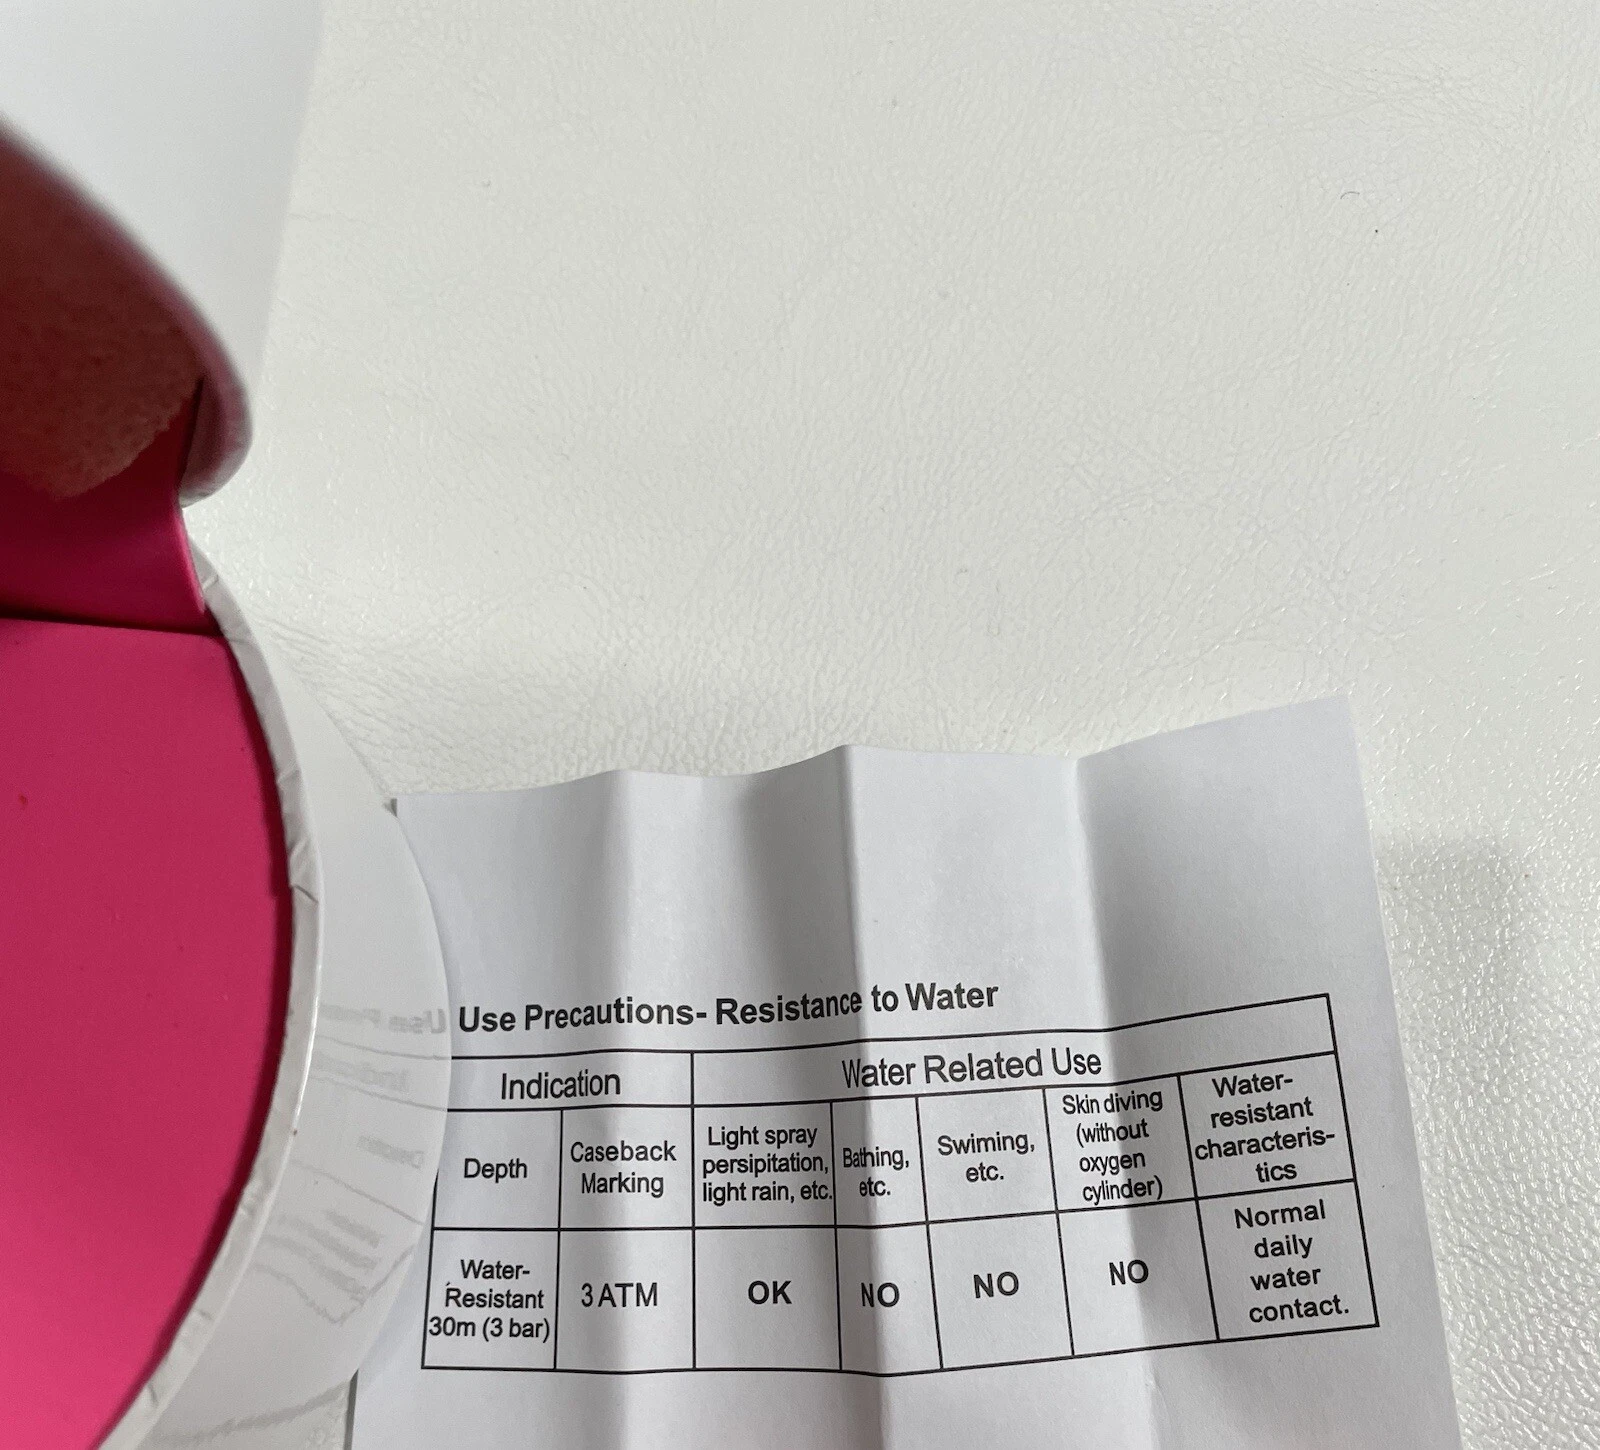 Use Precautions- Resistance to Water
Indication
Water Related Use
Depth
Caseback
Marking
Light spray
persipitation,
light rain, etc.
Bathing,
etc.
Swiming,
etc.
Skin diving
(without
oxygen
cylinder)
Water-
resistant
characteris-
tics
Water-
Resistant
30m (3 bar)
3 ATM
OK
NO
NO
NO
Normal
daily
water
contact.